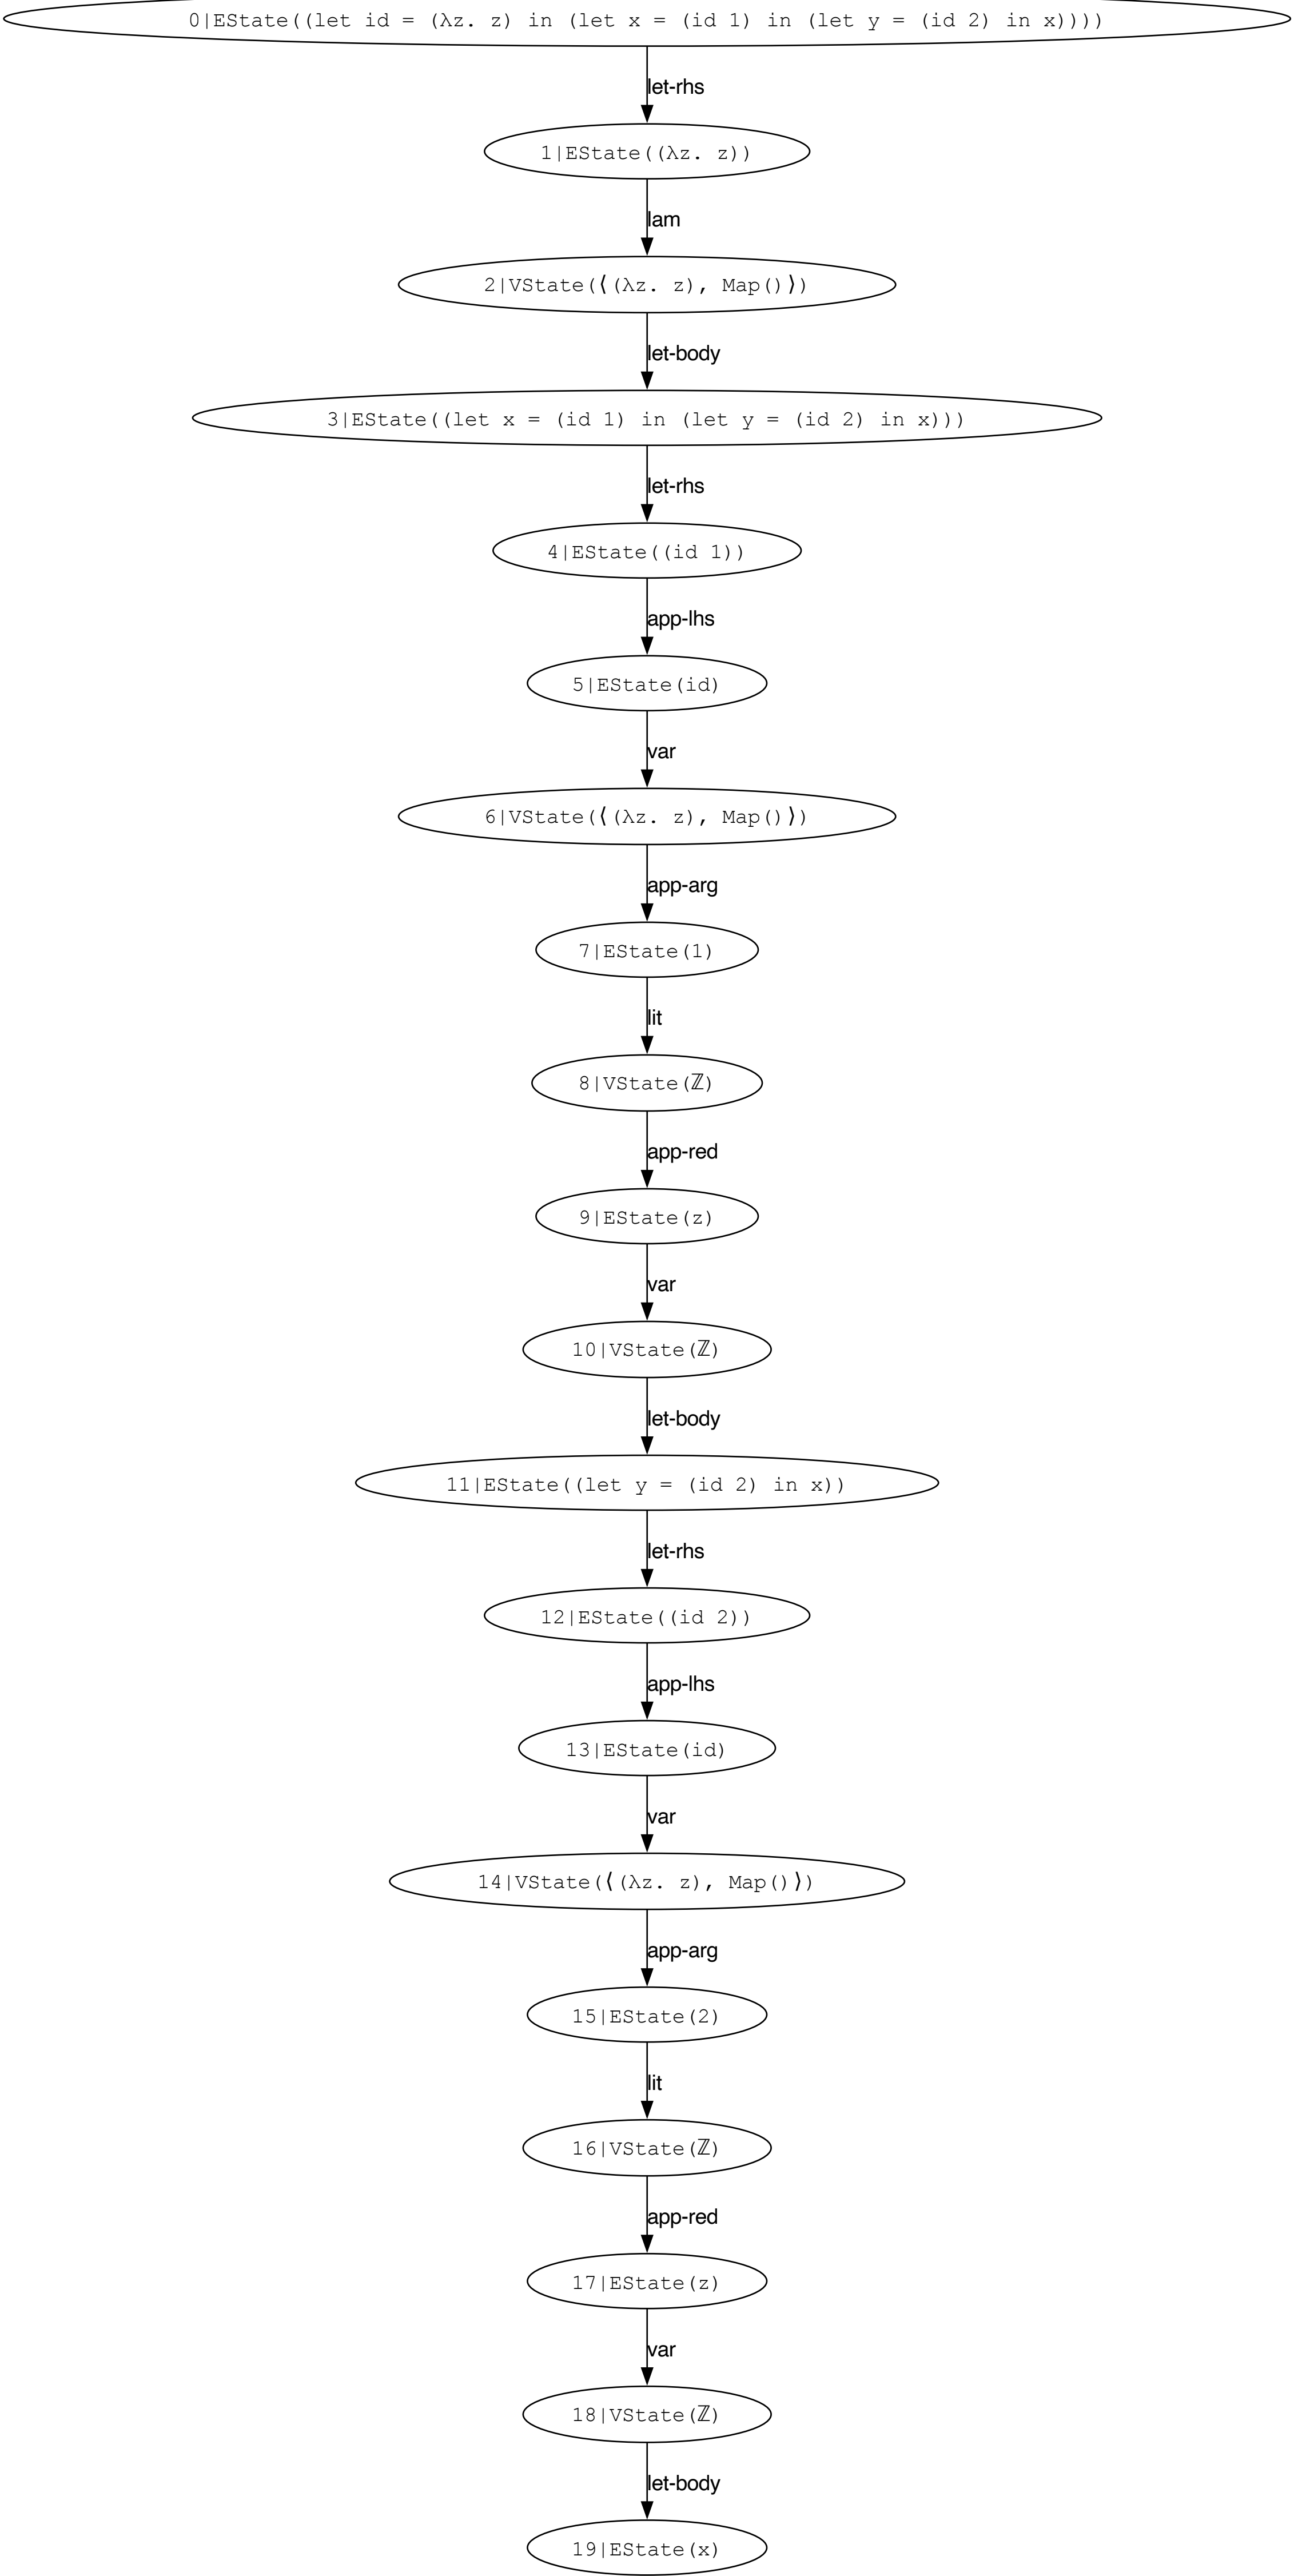 0|EState((let id = (λz. z) in (let x = (id 1) in (let y = (id 2) in x))))
let-rhs
1|EState((λz. z))
lam
2|VState(⟨(λz. z), Map()⟩)
let-body
3|EState((let x = (id 1) in (let y = (id 2) in x)))
let-rhs
4|EState((id 1))
app-lhs
5|EState(id)
var
6|VState(⟨(λz. z), Map()⟩)
app-arg
7|EState(1)
lit
8|VState(ℤ)
app-red
9|EState(z)
var
10|VState(ℤ)
let-body
11|EState((let y = (id 2) in x))
let-rhs
12|EState((id 2))
app-lhs
13|EState(id)
var
14|VState(⟨(λz. z), Map()⟩)
app-arg
15|EState(2)
lit
16|VState(ℤ)
app-red
17|EState(z)
var
18|VState(ℤ)
let-body
19|EState(x)